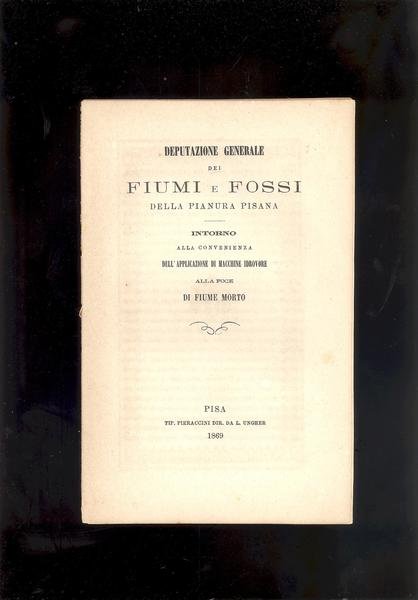 DEPUTAZIONE GENERALE
DEI
FIUMI E FOSSI
DELLA PIANURA PISANA
INTORNO
ALLA CONVENIENZA
DELL'APPLICAZIONE DI MACCHINE IDROVORE
ALLA FOCE
DI FIUME MORTO
PISA
TIP. PIERACCINI DIR. DA L. UNGHER
1869